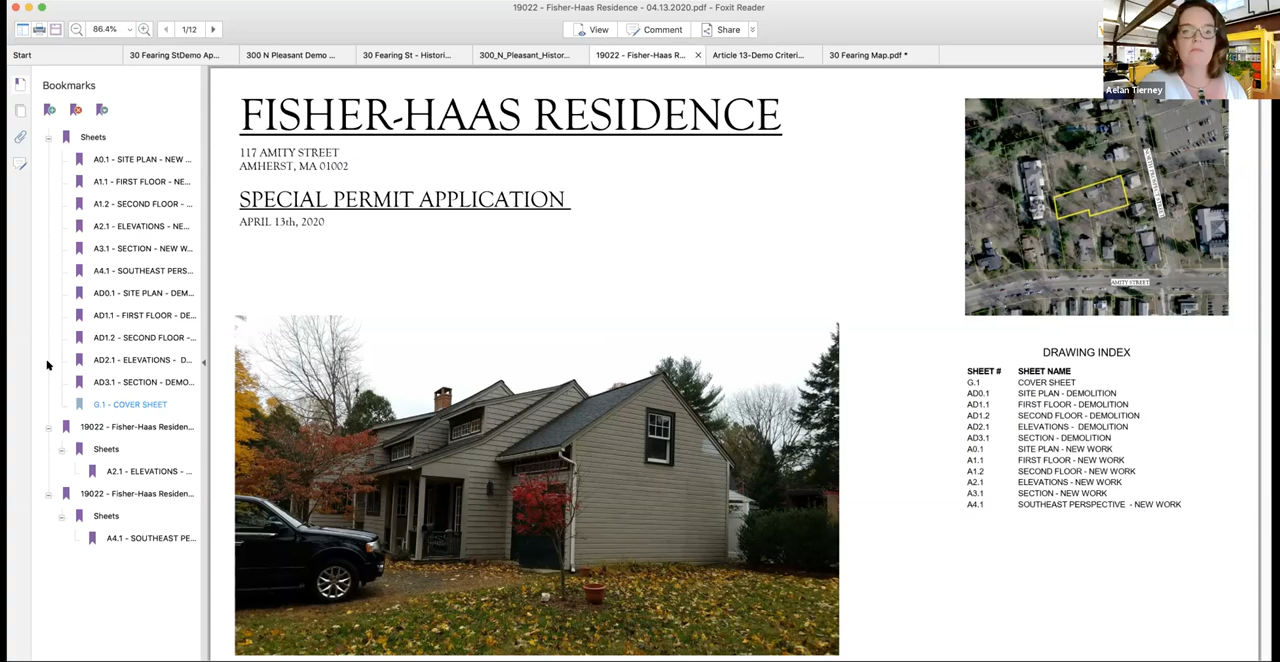 19022 - Fisher-Haas Residence - 04.13.2020.pdf - Foxit Reader
86.4%
1/12
View
Comment
Share
Start
30 Fearing StDemo Ap...
300 N Pleasant Demo ...
30 Fearing St - Histori...
300_N_Pleasant_Histor...
19022 - Fisher-Haas R...
Article 13-Demo Criteri...
30 Fearing Map.pdf *
Aelan Tierney
Bookmarks
Sheets
A0.1 - SITE PLAN - NEW ...
A1.1 - FIRST FLOOR - NE...
A1.2 - SECOND FLOOR - ...
A2.1 - ELEVATIONS - NE...
A3.1 - SECTION - NEW W...
A4.1 - SOUTHEAST PERS...
AD0.1 - SITE PLAN - DEM...
AD1.1 - FIRST FLOOR - DE...
AD1.2 - SECOND FLOOR -...
AD2.1 - ELEVATIONS - D...
AD3.1 - SECTION - DEMO...
G.1 - COVER SHEET
19022 - Fisher-Haas Residen...
Sheets
A2.1 - ELEVATIONS - ...
19022 - Fisher-Haas Residen...
Sheets
A4.1 - SOUTHEAST PE...
FISHER-HAAS RESIDENCE
117 AMITY STREET
AMHERST, MA 01002
SPECIAL PERMIT APPLICATION
APRIL 13th, 2020
NORTH PROSPECT STREET
AMITY STREET
DRAWING INDEX
SHEET # SHEET NAME
G.1 COVER SHEET
AD0.1 SITE PLAN - DEMOLITION
AD1.1 FIRST FLOOR - DEMOLITION
AD1.2 SECOND FLOOR - DEMOLITION
AD2.1 ELEVATIONS - DEMOLITION
AD3.1 SECTION - DEMOLITION
A0.1 SITE PLAN - NEW WORK
A1.1 FIRST FLOOR - NEW WORK
A1.2 SECOND FLOOR - NEW WORK
A2.1 ELEVATIONS - NEW WORK
A3.1 SECTION - NEW WORK
A4.1 SOUTHEAST PERSPECTIVE - NEW WORK